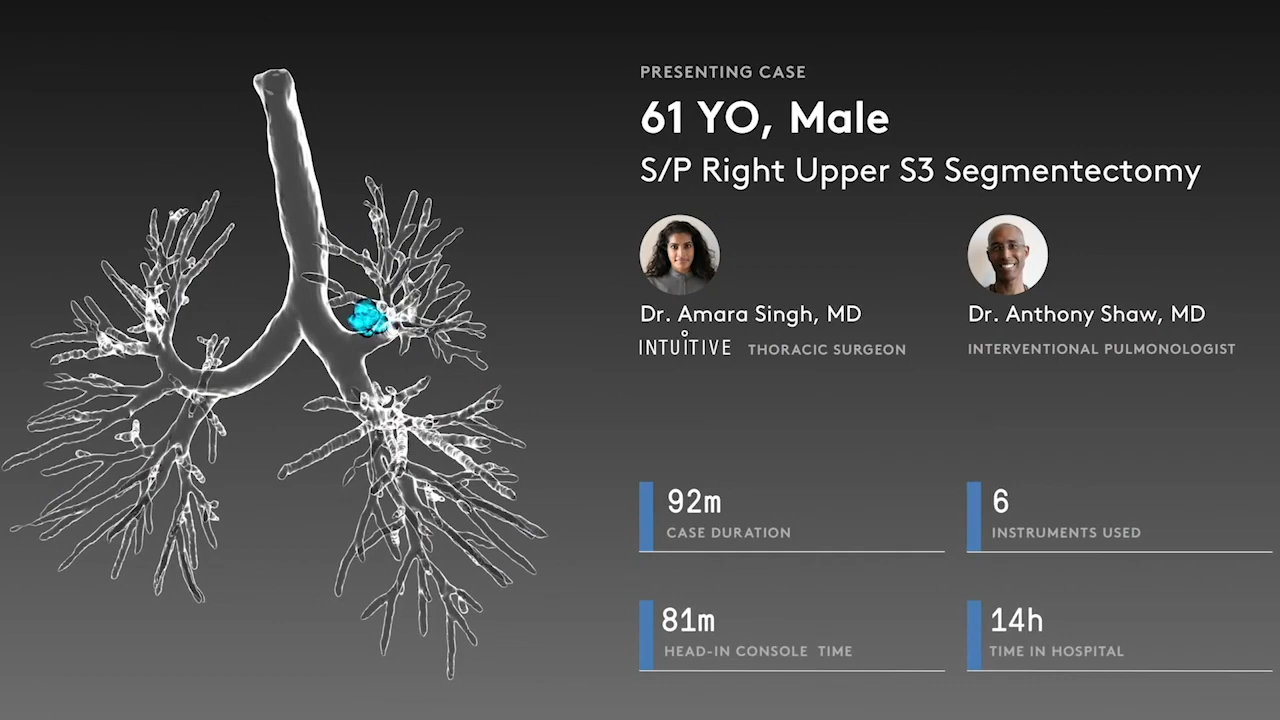 PRESENTING CASE
61 YO, Male
S/P Right Upper S3 Segmentectomy
Dr. Amara Singh, MD
INTUITIVE THORACIC SURGEON
Dr. Anthony Shaw, MD
INTERVENTIONAL PULMONOLOGIST
92m
CASE DURATION
6
INSTRUMENTS USED
81m
HEAD-IN CONSOLE TIME
14h
TIME IN HOSPITAL